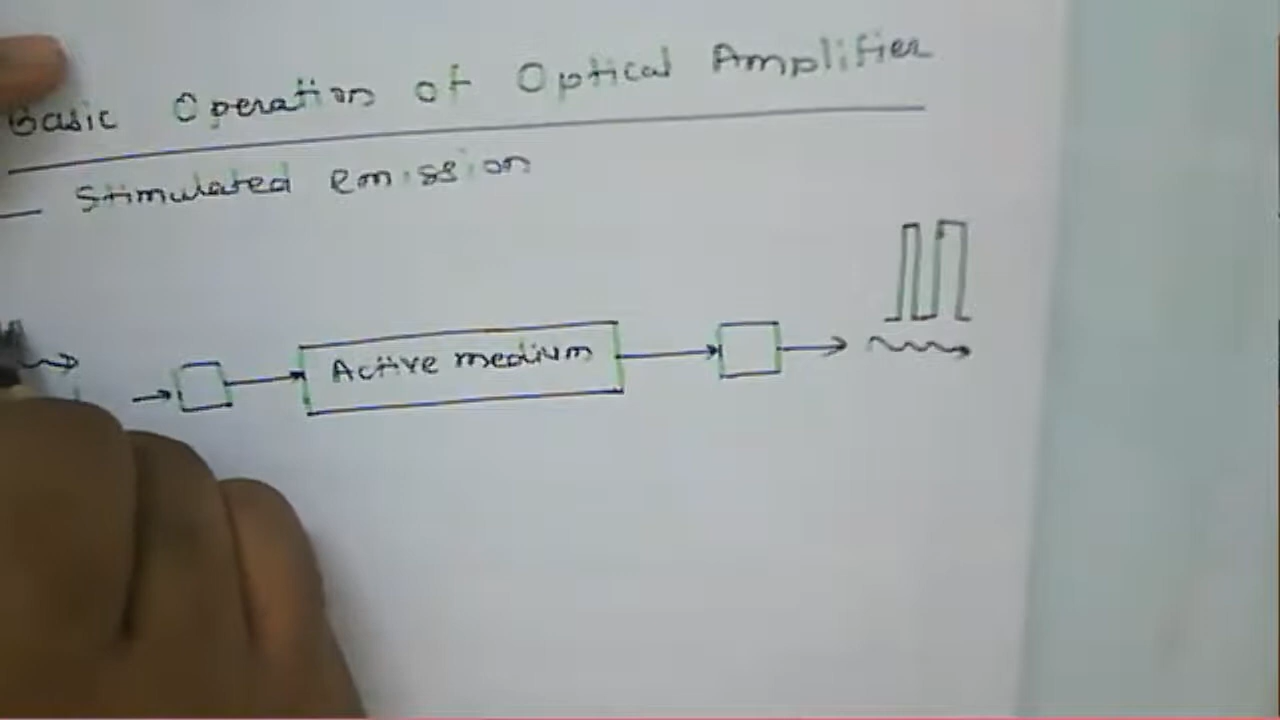 Basic Operation of Optical Amplifier
— Stimulated emission
Active medium